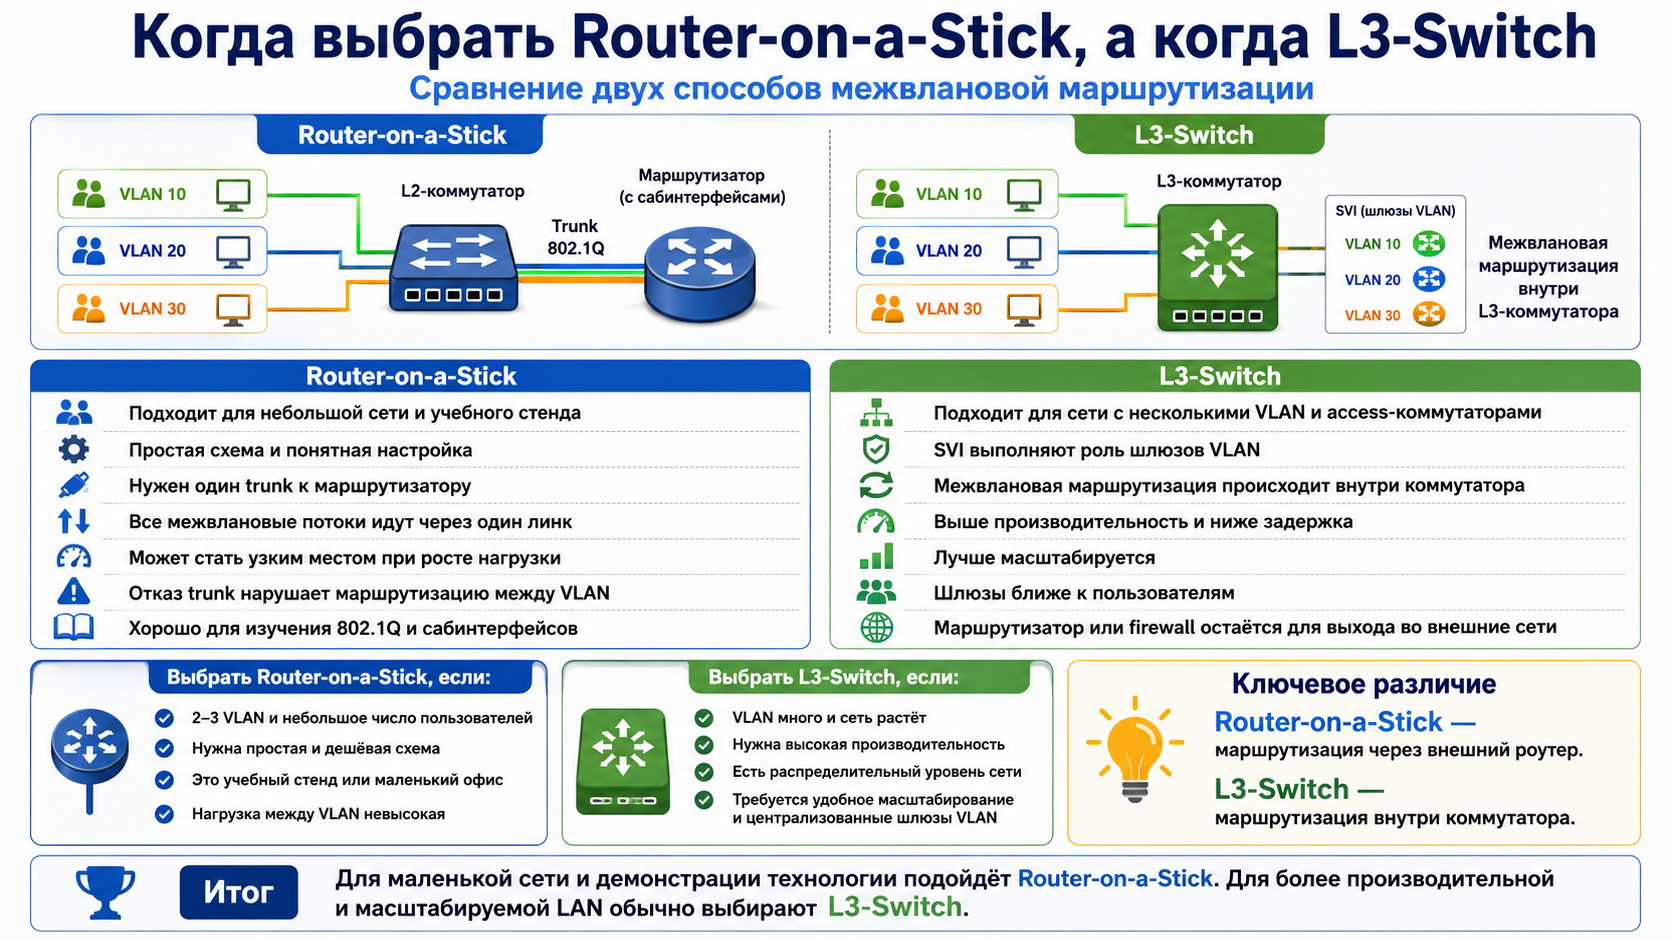 Когда выбрать Router-on-a-Stick, а когда L3-Switch
Сравнение двух способов межвлановой маршрутизации
Router-on-a-Stick
VLAN 10
VLAN 20
VLAN 30
L2-коммутатор
Trunk
802.1Q
Маршрутизатор
(с сабинтерфейсами)
L3-Switch
VLAN 10
VLAN 20
VLAN 30
L3-коммутатор
SVI (шлюзы VLAN)
VLAN 10
VLAN 20
VLAN 30
Межвлановая
маршрутизация
внутри
L3-коммутатора
Router-on-a-Stick
Подходит для небольшой сети и учебного стенда
Простая схема и понятная настройка
Нужен один trunk к маршрутизатору
Все межвлановые потоки идут через один линк
Может стать узким местом при росте нагрузки
Отказ trunk нарушает маршрутизацию между VLAN
Хорошо для изучения 802.1Q и сабинтерфейсов
L3-Switch
Подходит для сети с несколькими VLAN и access-коммутаторами
SVI выполняют роль шлюзов VLAN
Межвлановая маршрутизация происходит внутри коммутатора
Выше производительность и ниже задержка
Лучше масштабируется
Шлюзы ближе к пользователям
Маршрутизатор или firewall остаётся для выхода во внешние сети
Выбрать Router-on-a-Stick, если:
2–3 VLAN и небольшое число пользователей
Нужна простая и дешёвая схема
Это учебный стенд или маленький офис
Нагрузка между VLAN невысокая
Выбрать L3-Switch, если:
VLAN много и сеть растёт
Нужна высокая производительность
Есть распределительный уровень сети
Требуется удобное масштабирование
и централизованные шлюзы VLAN
Ключевое различие
Router-on-a-Stick —
маршрутизация через внешний роутер.
L3-Switch —
маршрутизация внутри коммутатора.
Итог
Для маленькой сети и демонстрации технологии подойдёт Router-on-a-Stick. Для более производительной
и масштабируемой LAN обычно выбирают L3-Switch.